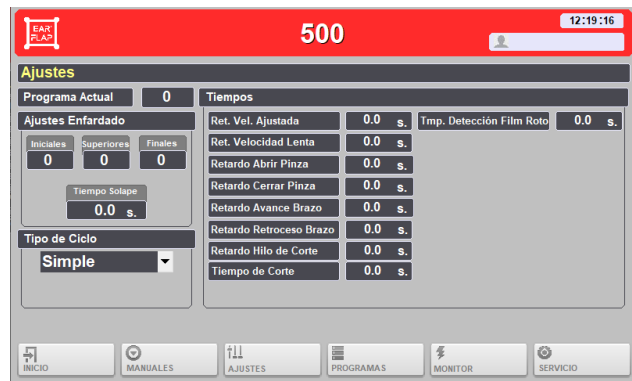 EAR
FLAP
500
12:19:16
Ajustes
Programa Actual 0
Tiempos
Ajustes Enfardado
Iniciales Superiores Finales
0 0 0
Tiempo Solape
0.0 s.
Tipo de Ciclo
Simple
Ret. Vel. Ajustada 0.0 s.
Tmp. Detección Film Roto 0.0 s.
Ret. Velocidad Lenta 0.0 s.
Retardo Abrir Pinza 0.0 s.
Retardo Cerrar Pinza 0.0 s.
Retardo Avance Brazo 0.0 s.
Retardo Retroceso Brazo 0.0 s.
Retardo Hilo de Corte 0.0 s.
Tiempo de Corte 0.0 s.
INICIO
MANUALES
AJUSTES
PROGRAMAS
MONITOR
SERVICIO